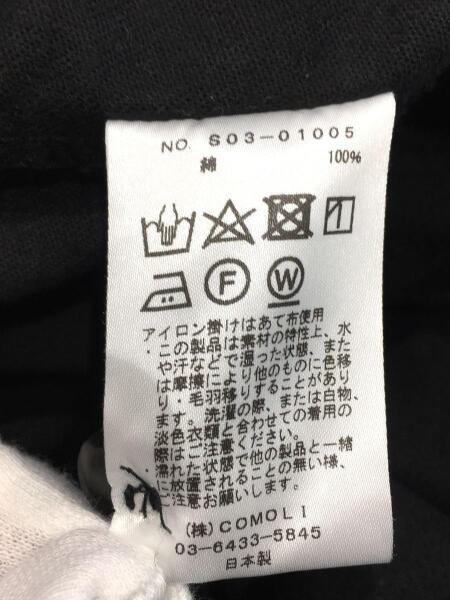 NO. S03-01005
綿 100%
F W
アイロン掛けはあて布使用
・この製品は素材の特性上、水
や汗などで湿った状態、また
は摩擦により他のものに色移
り・毛羽移りすることがあり
ます。洗濯の際、または白物、
淡色衣類と合わせての着用の
際はご注意ください。
・濡れた状態で他の製品と一緒
に放置されることの無い様、
ご注意お願いします。
(株)COMOLI
03-6433-5845
日本製